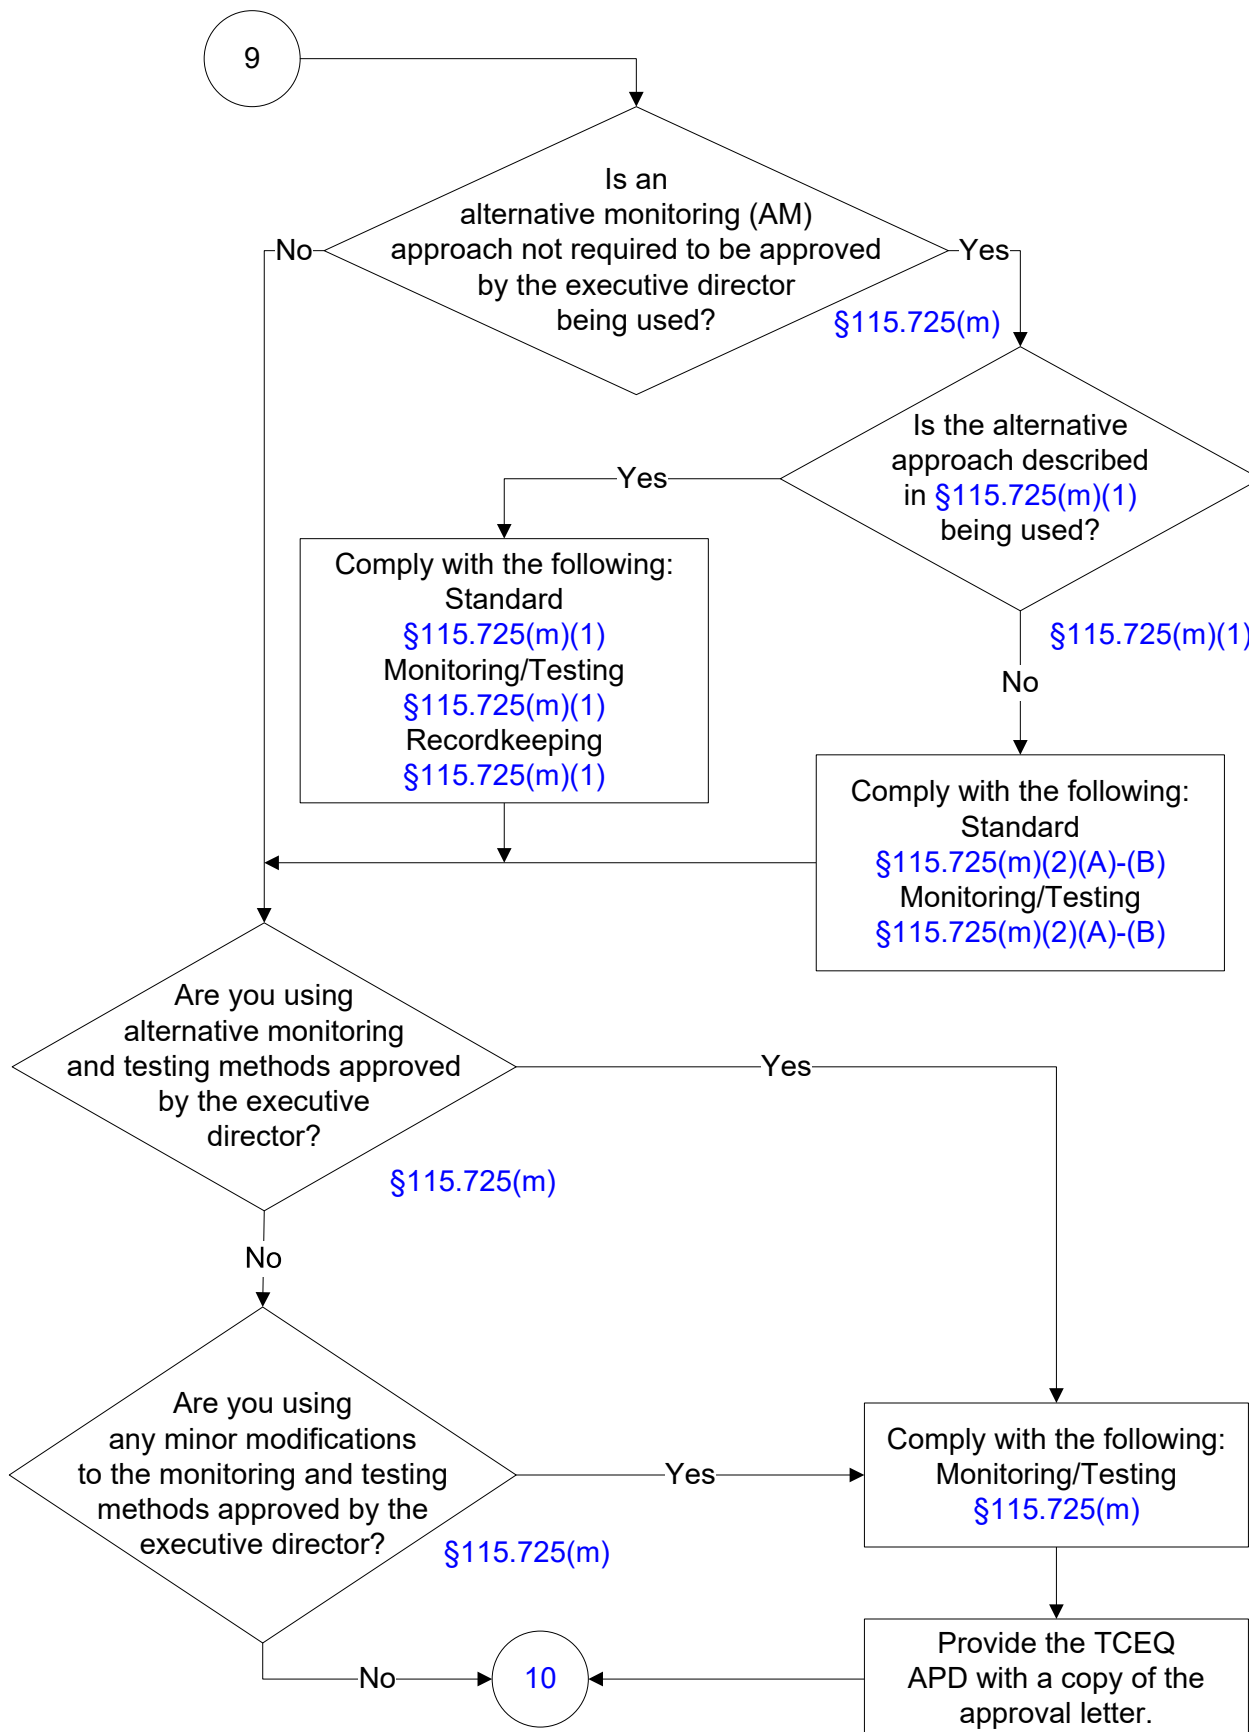 9
Is an
alternative monitoring (AM)
approach not required to be approved
by the executive director
being used?
No
Yes
§115.725(m)
Is the alternative
approach described
in §115.725(m)(1)
being used?
Yes
§115.725(m)(1)
No
Comply with the following:
Standard
§115.725(m)(1)
Monitoring/Testing
§115.725(m)(1)
Recordkeeping
§115.725(m)(1)
Comply with the following:
Standard
§115.725(m)(2)(A)-(B)
Monitoring/Testing
§115.725(m)(2)(A)-(B)
Are you using
alternative monitoring
and testing methods approved
by the executive
director?
Yes
§115.725(m)
No
Are you using
any minor modifications
to the monitoring and testing
methods approved by the
executive director?
Yes
§115.725(m)
Comply with the following:
Monitoring/Testing
§115.725(m)
No
10
Provide the TCEQ
APD with a copy of the
approval letter.